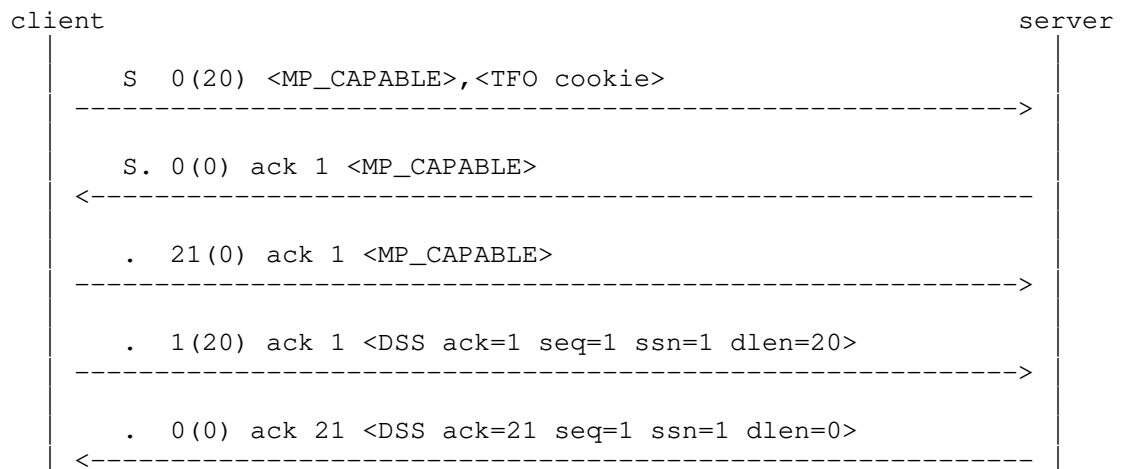 client server
S 0(20) <MP_CAPABLE>,<TFO cookie>
S. 0(0) ack 1 <MP_CAPABLE>
. 21(0) ack 1 <MP_CAPABLE>
. 1(20) ack 1 <DSS ack=1 seq=1 ssn=1 dlen=20>
. 0(0) ack 21 <DSS ack=21 seq=1 ssn=1 dlen=0>